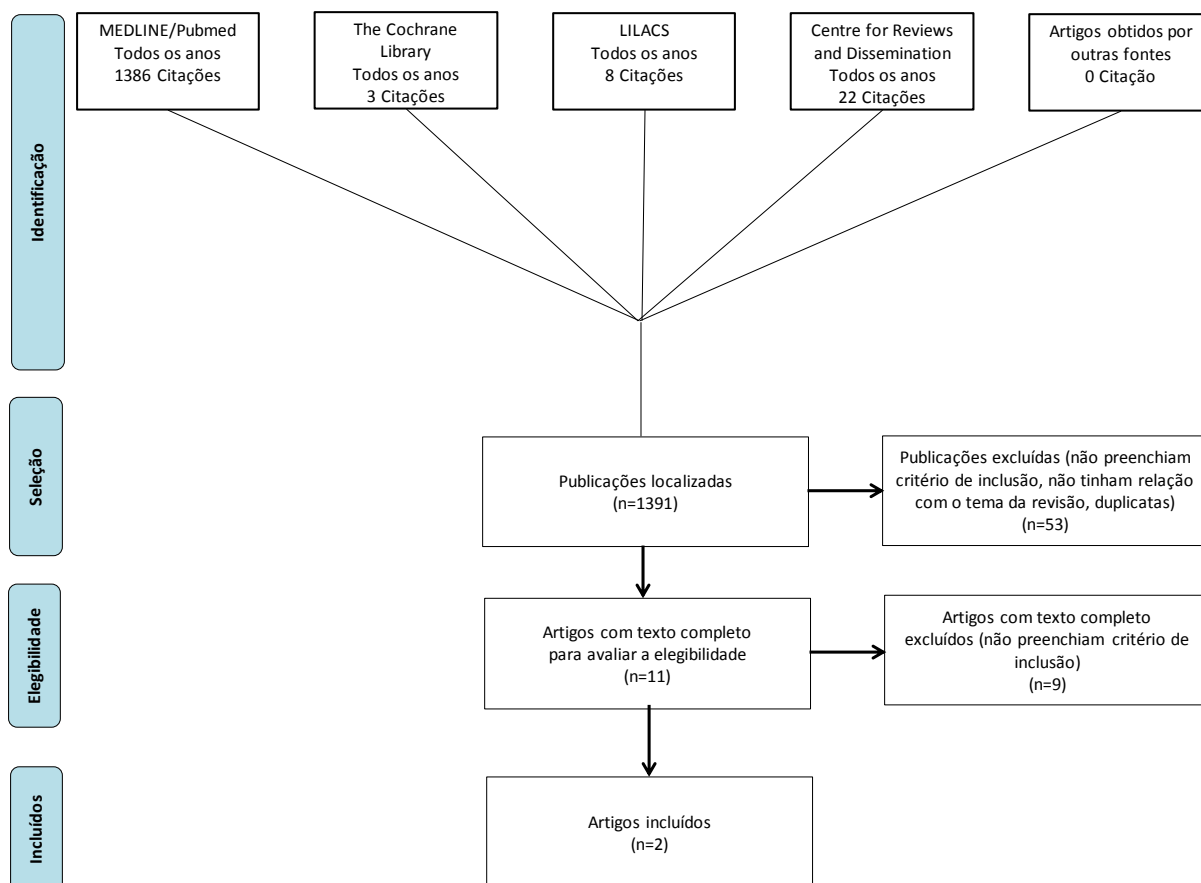 MEDLINE/Pubmed
Todos os anos
1386 Citações
The Cochrane
Library
Todos os anos
3 Citações
LILACS
Todos os anos
8 Citações
Centre for Reviews
and Dissemination
Todos os anos
22 Citações
Artigos obtidos por
outras fontes
0 Citação
Identificação
Seleção
Publicações localizadas
(n=1391)
Publicações excluídas (não preenchiam
critério de inclusão, não tinham relação
com o tema da revisão, duplicatas)
(n=53)
Elegibilidade
Artigos com texto completo
para avaliar a elegibilidade
(n=11)
Artigos com texto completo
excluídos (não preenchiam critério de
inclusão)
(n=9)
Incluídos
Artigos incluídos
(n=2)